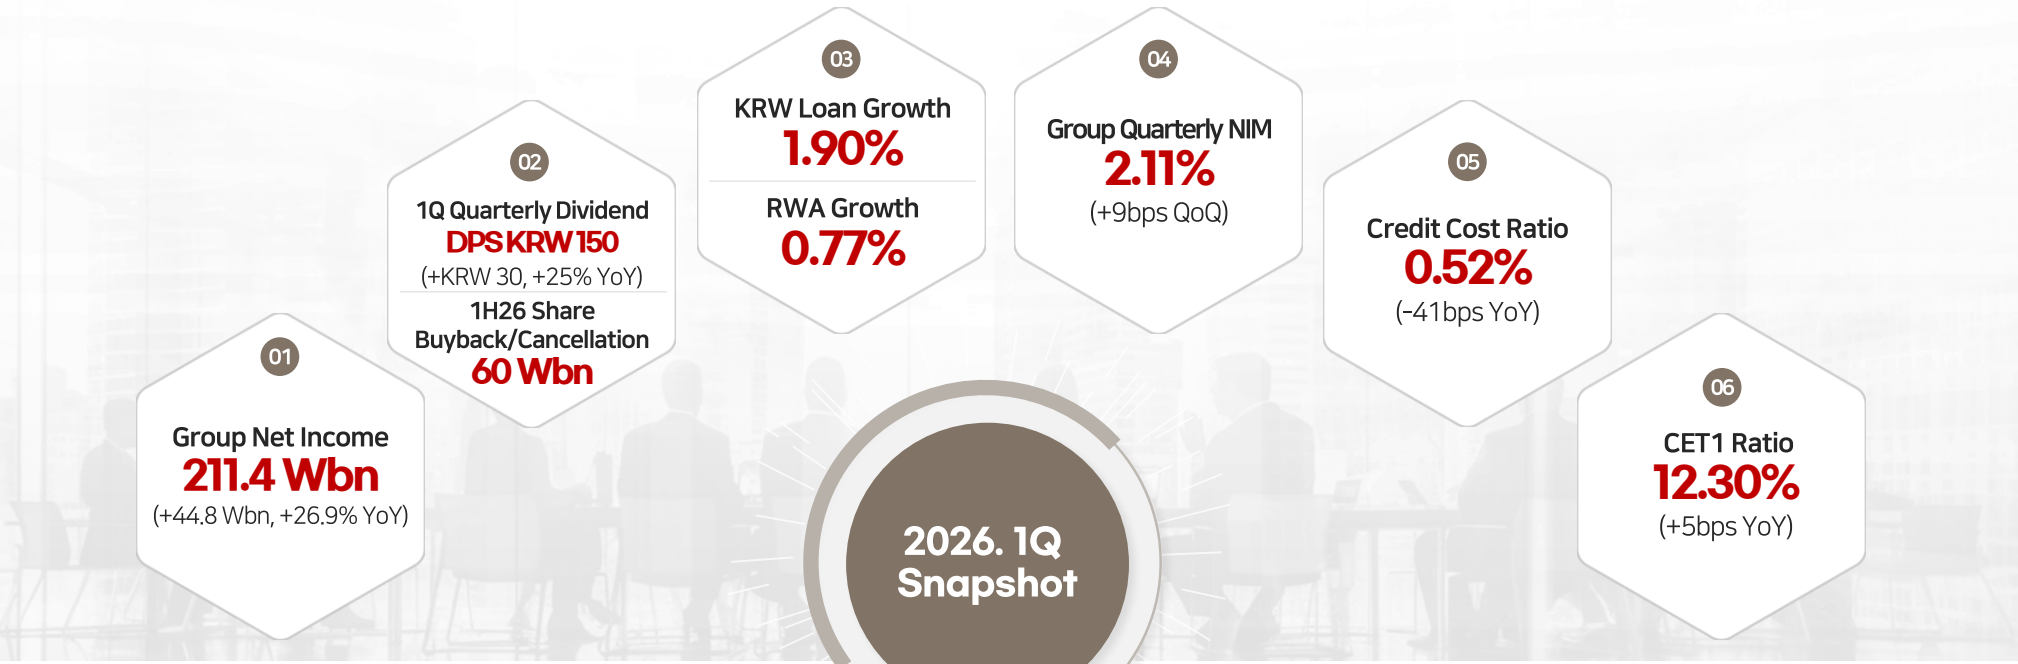 01
Group Net Income
211.4 Wbn
(+44.8 Wbn, +26.9% YoY)
02
1Q Quarterly Dividend
DPS KRW 150
(+KRW 30, +25% YoY)
1H26 Share
Buyback/Cancellation
60 Wbn
03
KRW Loan Growth
1.90%
RWA Growth
0.77%
04
Group Quarterly NIM
2.11%
(+9bps QoQ)
05
Credit Cost Ratio
0.52%
(-41bps YoY)
06
CET1 Ratio
12.30%
(+5bps YoY)
2026. 1Q
Snapshot